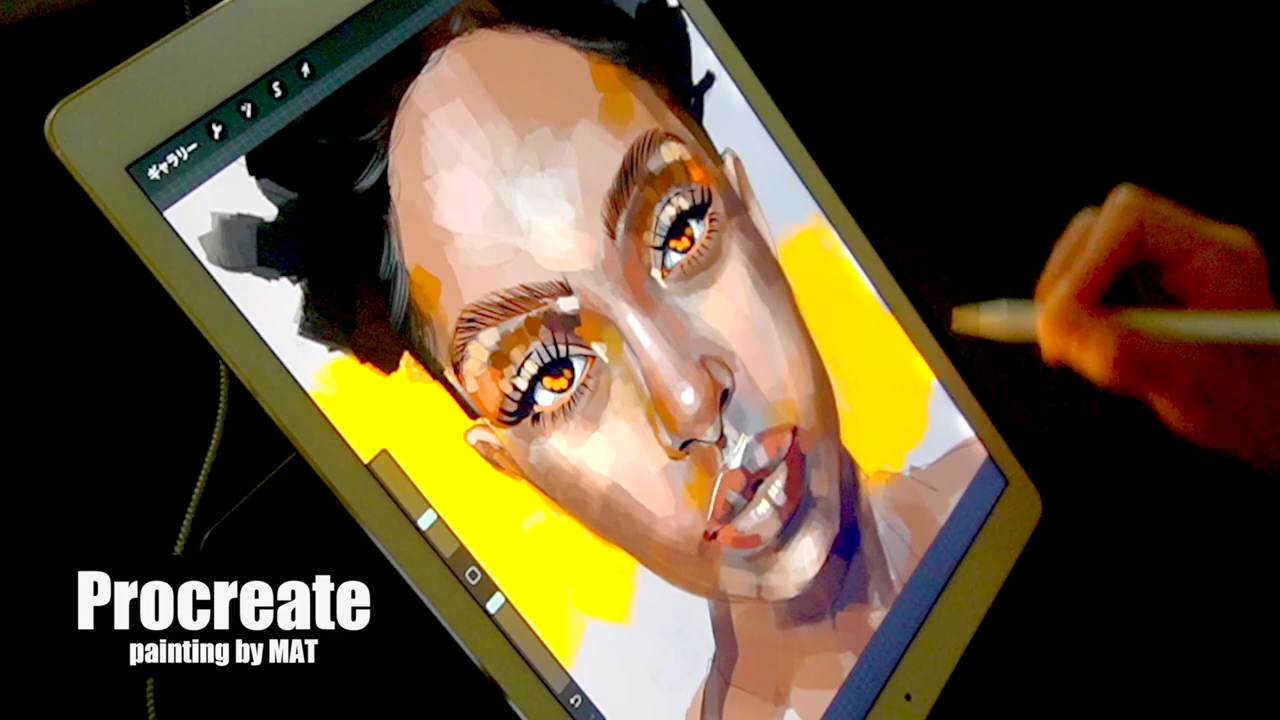 ギャラリー
Procreate
painting by MAT